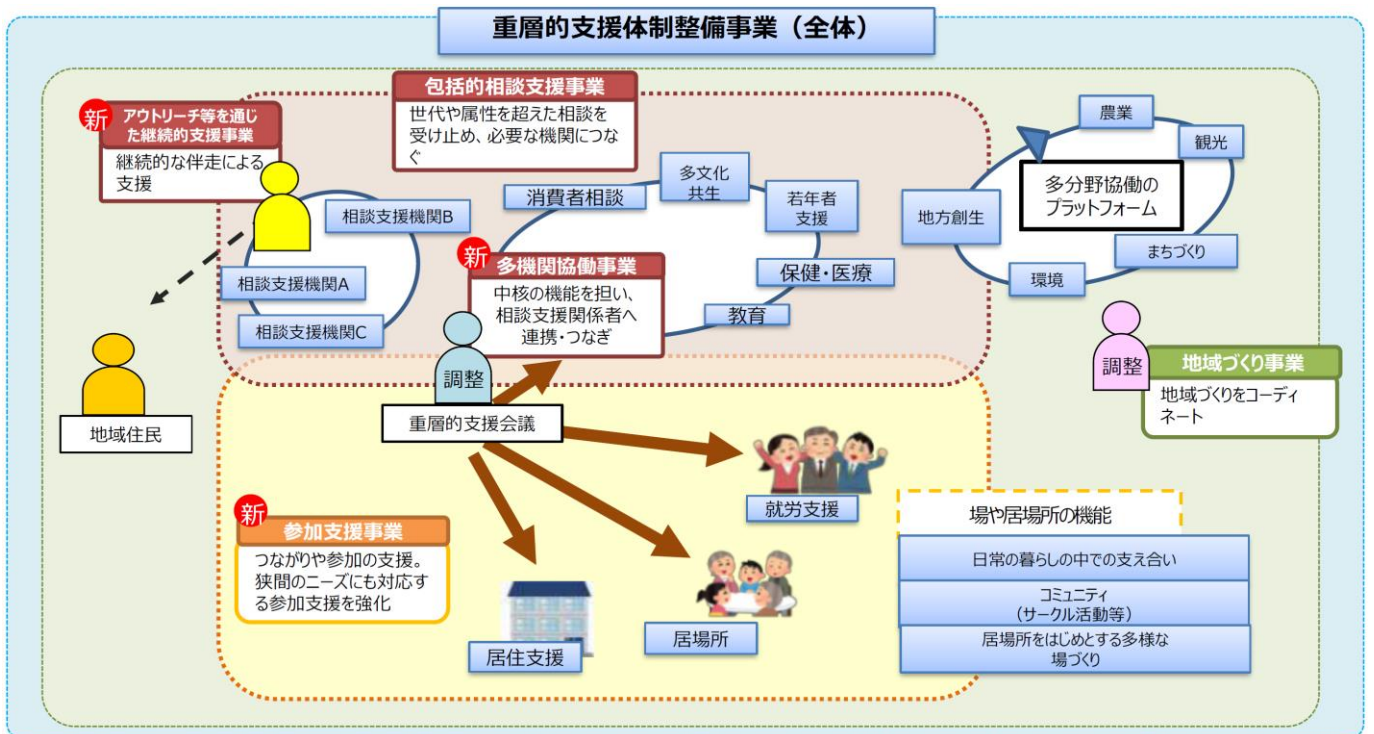 重層的支援体制整備事業（全体）
新
アウトリーチ等を通じ
た継続的支援事業
継続的な伴走による
支援
包括的相談支援事業
世代や属性を超えた相談を
受け止め、必要な機関につな
ぐ
相談支援機関B
相談支援機関A
相談支援機関C
消費者相談
多文化
共生
若年者
支援
保健・医療
教育
新
多機関協働事業
中核の機能を担い、
相談支援関係者へ
連携・つなぎ
調整
重層的支援会議
農業
観光
多分野協働の
プラットフォーム
地方創生
まちづくり
環境
調整
地域づくり事業
地域づくりをコーディ
ネート
地域住民
新
参加支援事業
つながりや参加の支援。
狭間のニーズにも対応す
る参加支援を強化
就労支援
居場所
居住支援
場や居場所の機能
日常の暮らしの中での支え合い
コミュニティ
（サークル活動等）
居場所をはじめとする多様な
場づくり